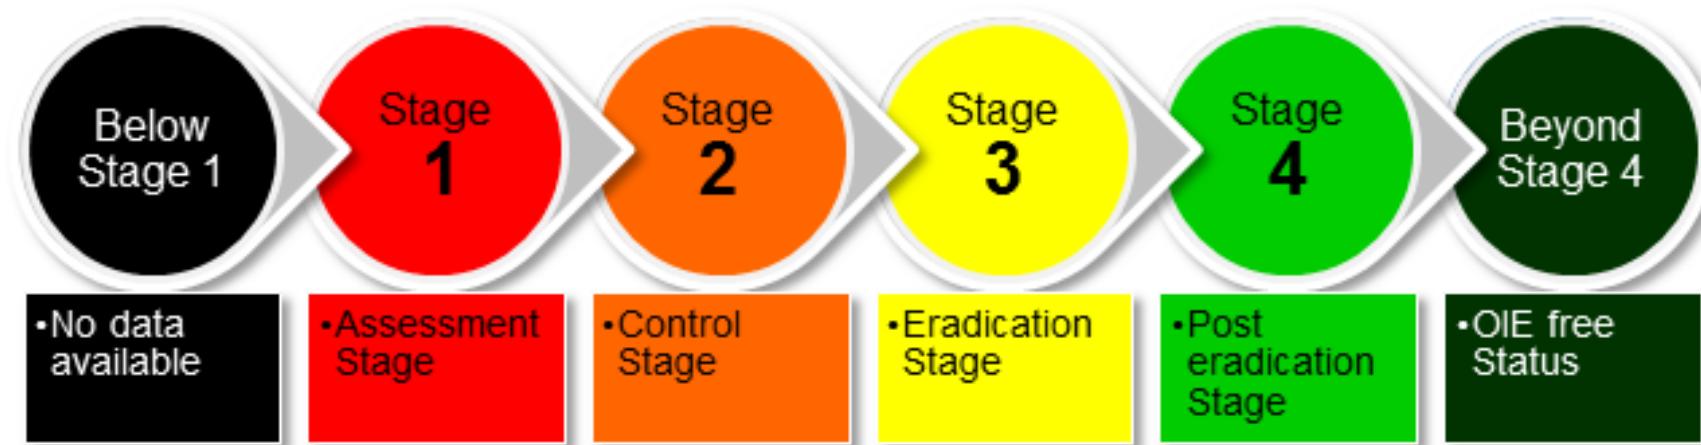 Below
Stage 1
Stage
1
Stage
2
Stage
3
Stage
4
Beyond
Stage 4
•No data
available
•Assessment
Stage
•Control
Stage
•Eradication
Stage
•Post
eradication
Stage
•OIE free
Status